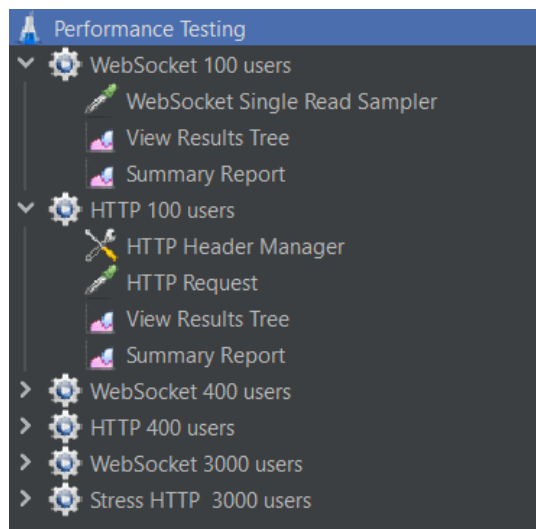 Performance Testing
WebSocket 100 users
WebSocket Single Read Sampler
View Results Tree
Summary Report
HTTP 100 users
HTTP Header Manager
HTTP Request
View Results Tree
Summary Report
WebSocket 400 users
HTTP 400 users
WebSocket 3000 users
Stress HTTP  3000 users